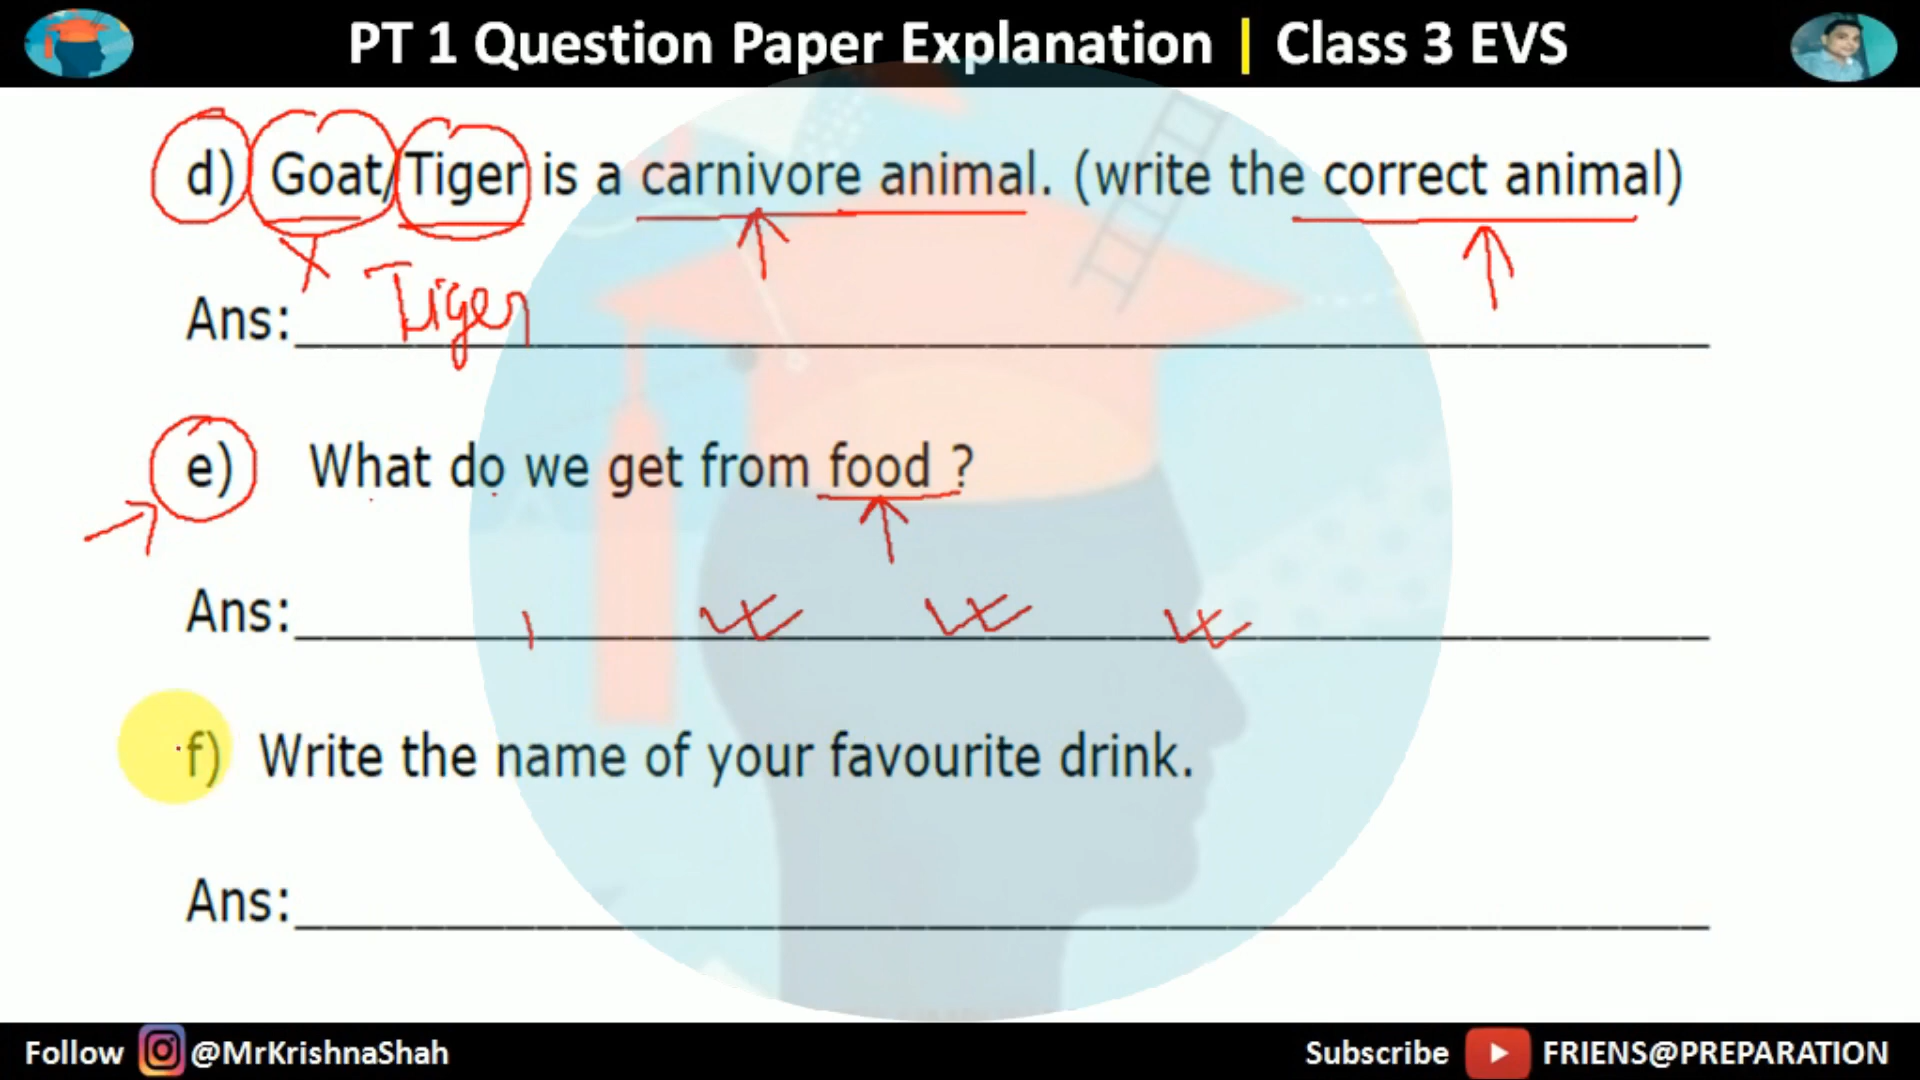 PT 1 Question Paper Explanation | Class 3 EVS
d) Goat/Tiger is a carnivore animal. (write the correct animal)
Ans: Tiger
e) What do we get from food ?
Ans:
f) Write the name of your favourite drink.
Ans:
Follow @MrKrishnaShah Subscribe FRIENS@PREPARATION